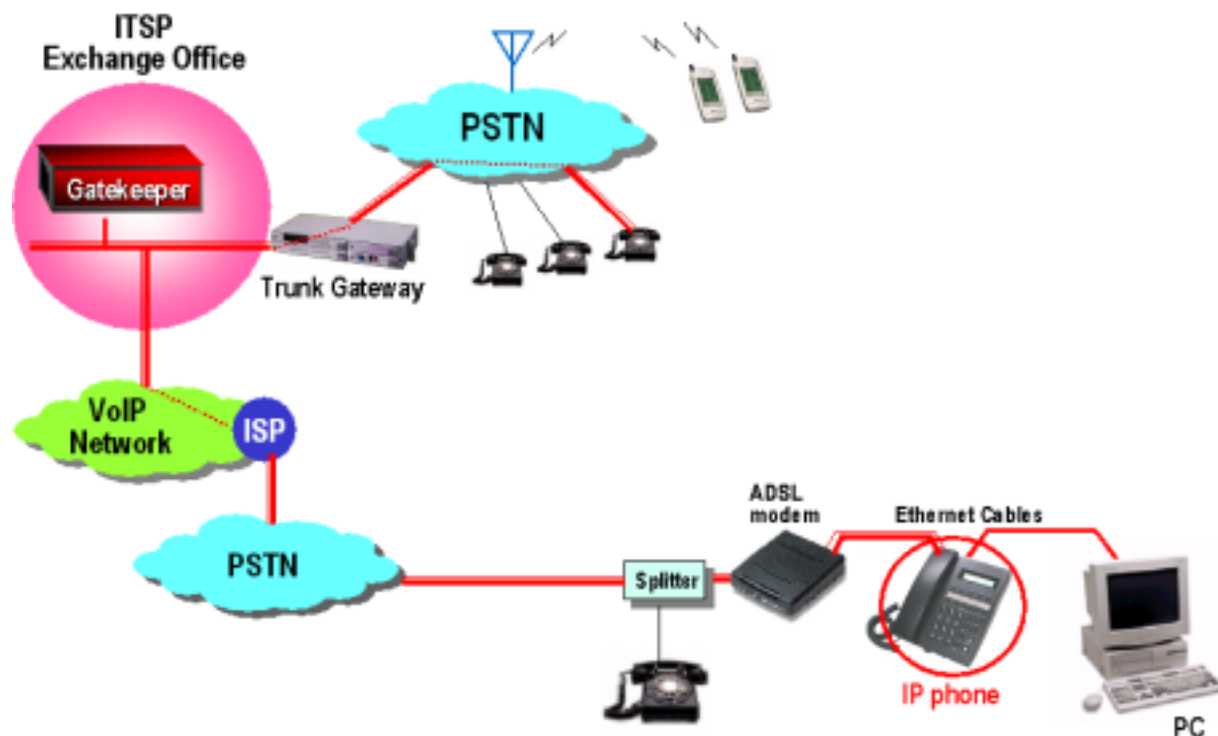 ITSP
Exchange Office
PSTN
Gatekeeper
Trunk Gateway
VoIP
Network
ISP
PSTN
ADSL
modem
Ethernet Cables
Splitter
IP phone
PC